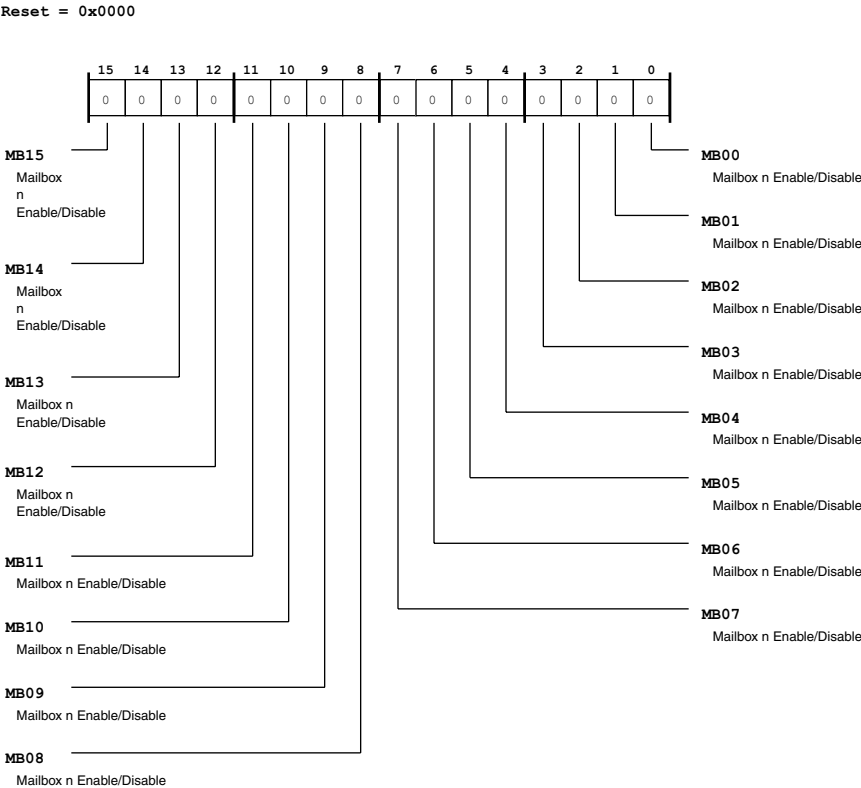 Reset = 0x0000
15 14 13 12 11 10 9 8 7 6 5 4 3 2 1 0
0 0 0 0 0 0 0 0 0 0 0 0 0 0 0 0
MB15
Mailbox
n
Enable/Disable
MB14
Mailbox
n
Enable/Disable
MB13
Mailbox n
Enable/Disable
MB12
Mailbox n
Enable/Disable
MB11
Mailbox n Enable/Disable
MB10
Mailbox n Enable/Disable
MB09
Mailbox n Enable/Disable
MB08
Mailbox n Enable/Disable
MB00
Mailbox n Enable/Disable
MB01
Mailbox n Enable/Disable
MB02
Mailbox n Enable/Disable
MB03
Mailbox n Enable/Disable
MB04
Mailbox n Enable/Disable
MB05
Mailbox n Enable/Disable
MB06
Mailbox n Enable/Disable
MB07
Mailbox n Enable/Disable